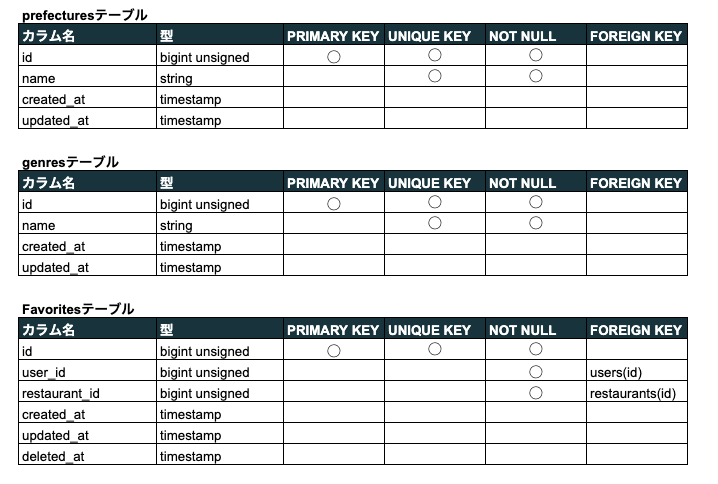 prefecturesテーブル
カラム名 型 PRIMARY KEY UNIQUE KEY NOT NULL FOREIGN KEY
id bigint unsigned ○ ○ ○
name string ○ ○
created_at timestamp
updated_at timestamp
genresテーブル
カラム名 型 PRIMARY KEY UNIQUE KEY NOT NULL FOREIGN KEY
id bigint unsigned ○ ○ ○
name string ○ ○
created_at timestamp
updated_at timestamp
Favoritesテーブル
カラム名 型 PRIMARY KEY UNIQUE KEY NOT NULL FOREIGN KEY
id bigint unsigned ○ ○ ○
user_id bigint unsigned ○ users(id)
restaurant_id bigint unsigned ○ restaurants(id)
created_at timestamp
updated_at timestamp
deleted_at timestamp